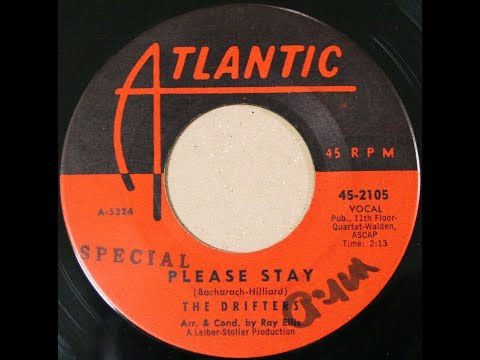 ATLANTIC
45 RPM
45-2105
VOCAL
Pub., 11th Floor-
Quartet-Walden,
ASCAP
Time: 2:13
A-5324
SPECIAL
PLEASE STAY
(Bacharach-Hilliard)
THE DRIFTERS
Arr. & Cond. by Ray Ellis
A Leiber-Stoller Production